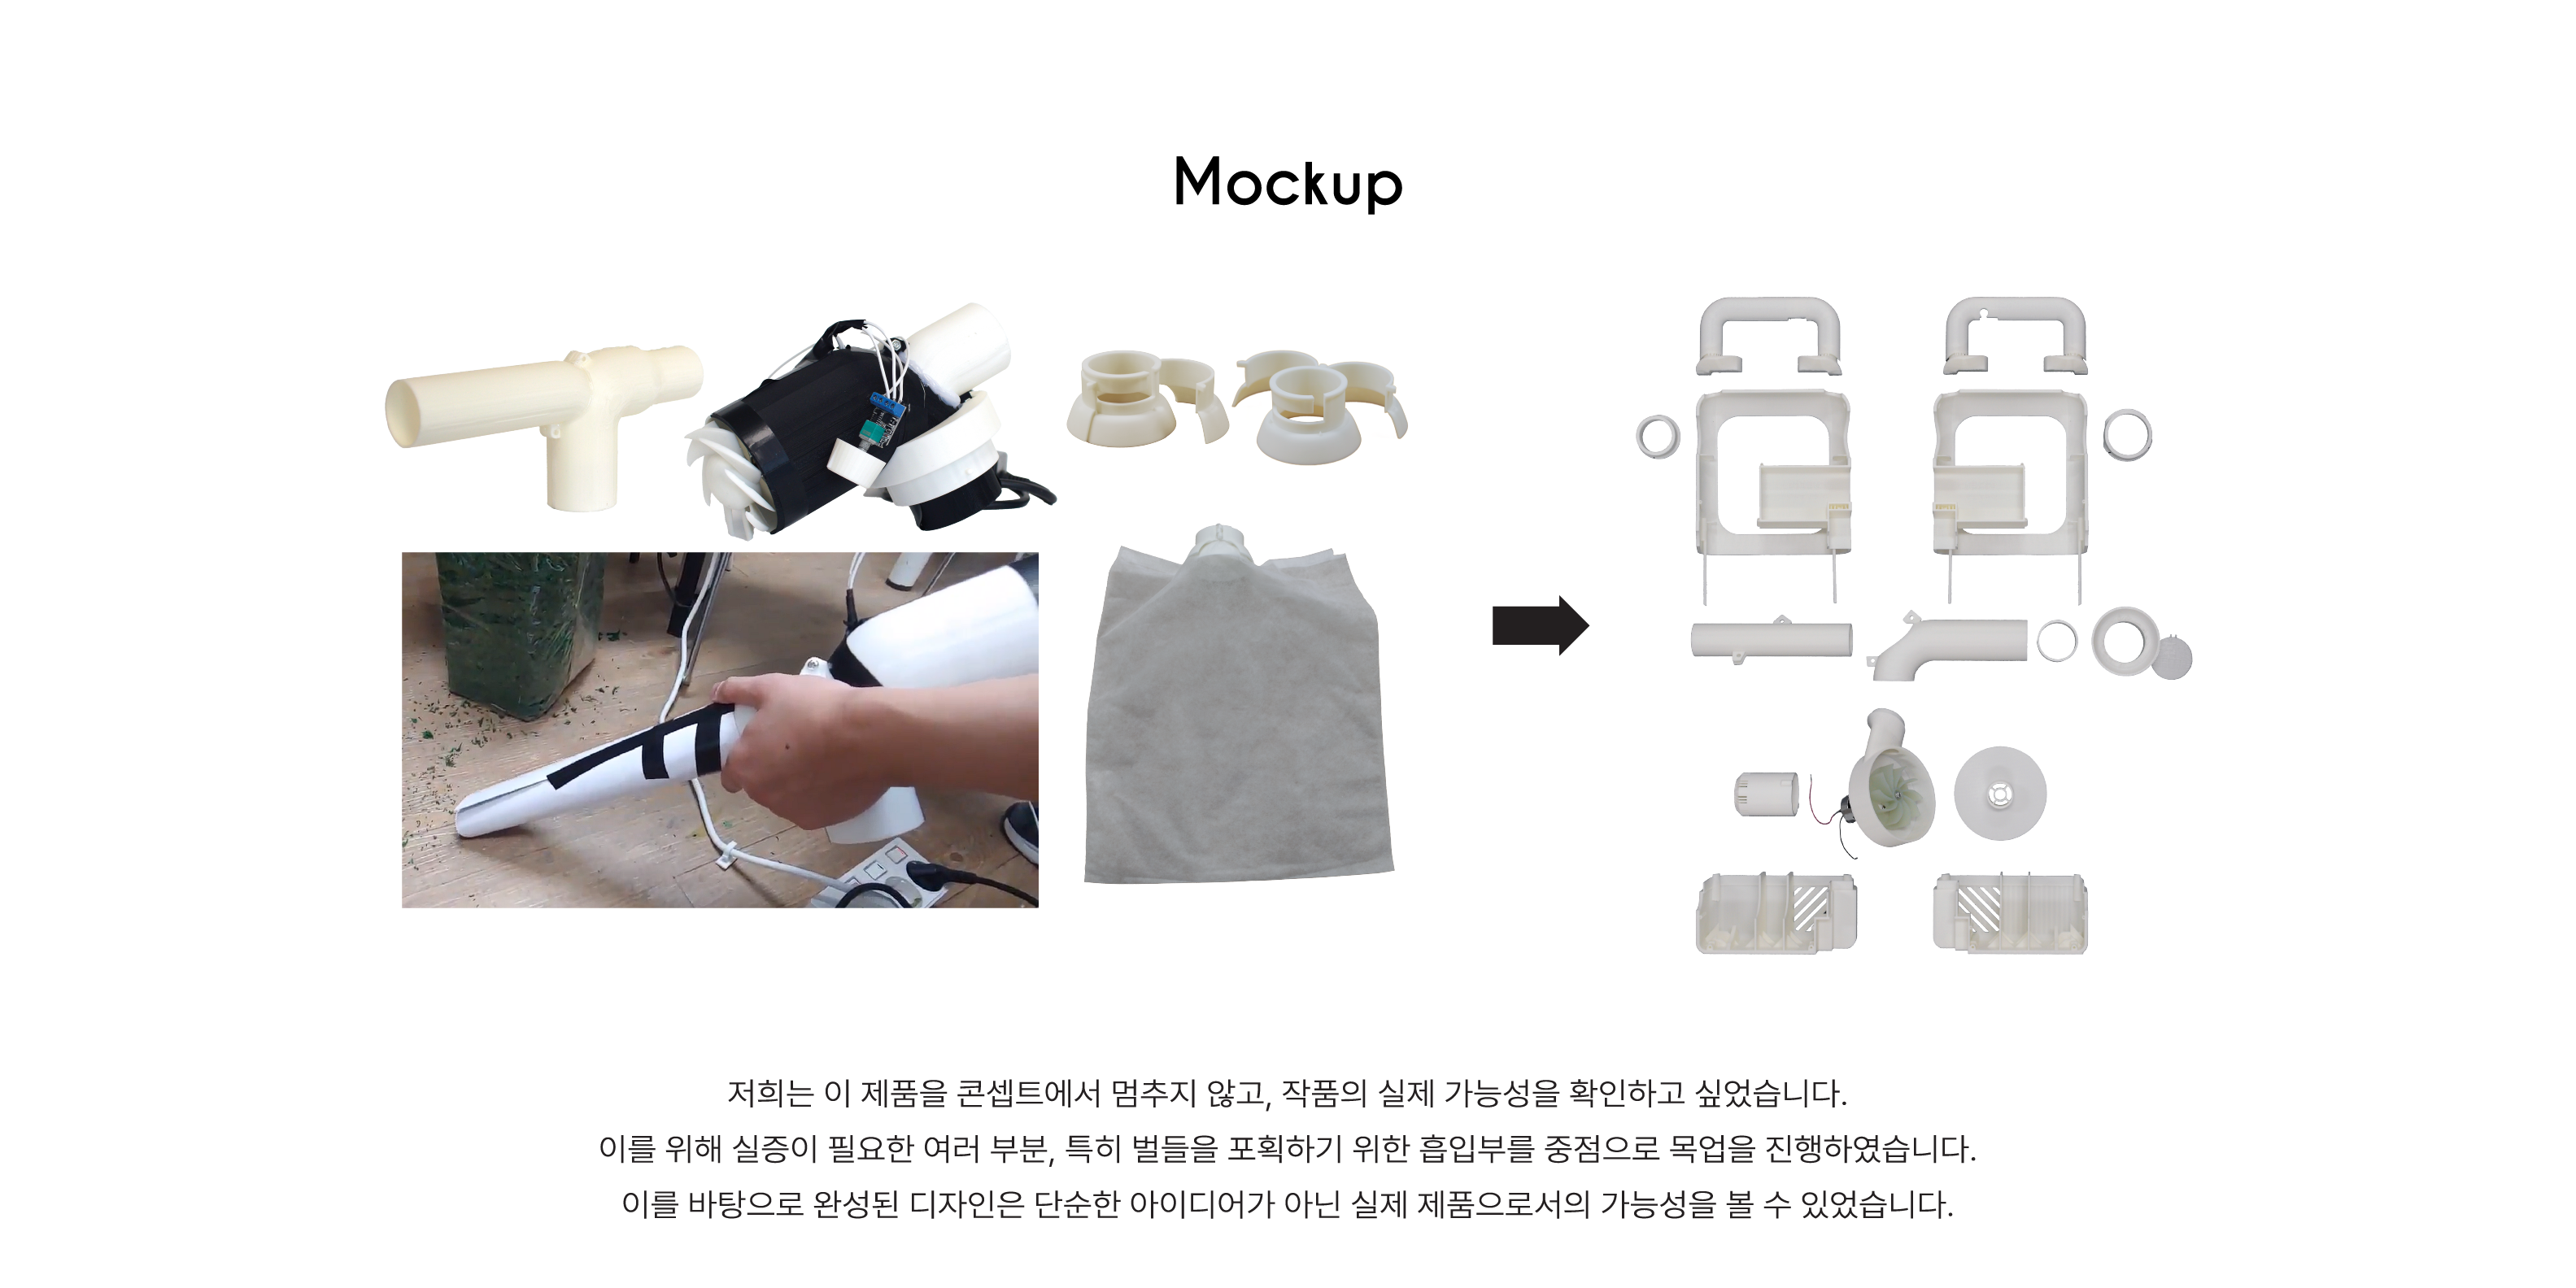 Mockup
저희는 이 제품을 콘셉트에서 멈추지 않고, 작품의 실제 가능성을 확인하고 싶었습니다.
이를 위해 실증이 필요한 여러 부분, 특히 벌들을 포획하기 위한 흡입부를 중점으로 목업을 진행하였습니다.
이를 바탕으로 완성된 디자인은 단순한 아이디어가 아닌 실제 제품으로서의 가능성을 볼 수 있었습니다.